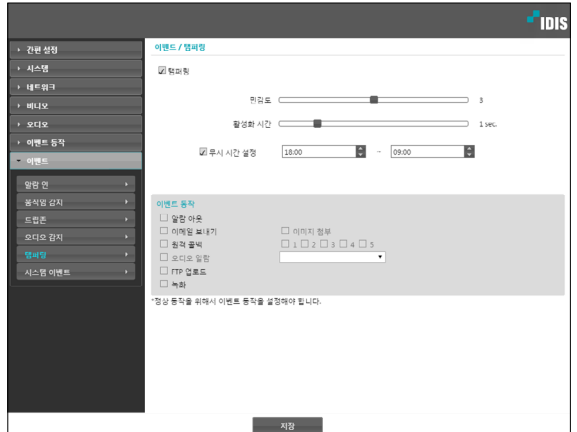 IDIS
간편 설정
시스템
네트워크
비디오
오디오
이벤트 동작
이벤트
알람 인
움직임 감지
트립존
오디오 감지
탬퍼링
시스템 이벤트
이벤트 / 탬퍼링
탬퍼링
민감도 3
활성화 시간 1 sec.
무시 시간 설정 18:00 ~ 09:00
이벤트 동작
알람 아웃
이메일 보내기 이미지 첨부
원격 콜백 1 2 3 4 5
오디오 알람
FTP 업로드
녹화
*정상 동작을 위해서 이벤트 동작을 설정해야 합니다.
저장